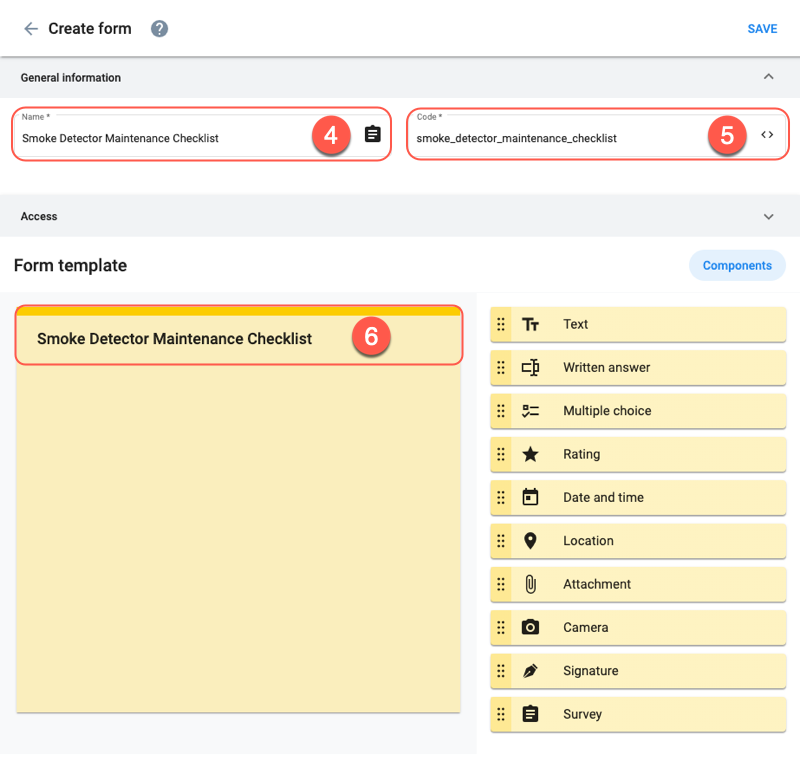 Create form ?
SAVE
General information
Name *
Smoke Detector Maintenance Checklist
4
Code *
smoke_detector_maintenance_checklist
5
Access
Form template
Components
Smoke Detector Maintenance Checklist
6
Text
Written answer
Multiple choice
Rating
Date and time
Location
Attachment
Camera
Signature
Survey